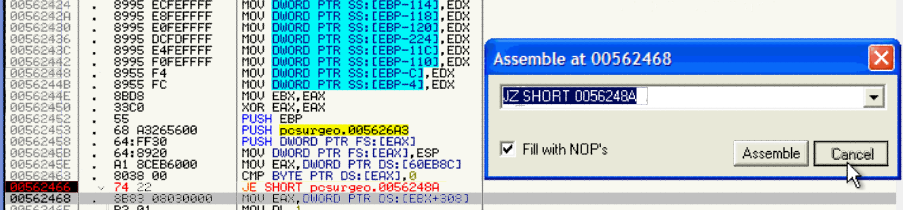 00562424 . 8995 ECFEFFFF MOV DWORD PTR SS:[EBP-114],EDX
0056242A . 8995 E8FEFFFF MOV DWORD PTR SS:[EBP-118],EDX
00562430 . 8995 E0FEFFFF MOV DWORD PTR SS:[EBP-120],EDX
00562436 . 8995 DCFDFFFF MOV DWORD PTR SS:[EBP-224],EDX
0056243C . 8995 E4FEFFFF MOV DWORD PTR SS:[EBP-11C],EDX
00562442 . 8995 F0FEFFFF MOV DWORD PTR SS:[EBP-110],EDX
00562448 . 8955 F4 MOV DWORD PTR SS:[EBP-C],EDX
0056244B . 8955 FC MOV DWORD PTR SS:[EBP-4],EDX
0056244E . 8BD8 MOV EBX,EAX
00562450 . 33C0 XOR EAX,EAX
00562452 . 55 PUSH EBP
00562453 . 68 A3265600 PUSH pcsurgeo.005626A3
00562458 . 64:FF30 PUSH DWORD PTR FS:[EAX]
0056245B . 64:8920 MOV DWORD PTR FS:[EAX],ESP
0056245E . A1 8CEB6000 MOV EAX,DWORD PTR DS:[60EB8C]
00562463 . 8038 00 CMP BYTE PTR DS:[EAX],0
00562466 . 74 22 JE SHORT pcsurgeo.0056248A
00562468 . 8B83 08030000 MOV EAX,DWORD PTR DS:[EBX+308]
0056246E . B2 01 MOV DL,1
Assemble at 00562468
JZ SHORT 0056248A
Fill with NOP's
Assemble
Cancel